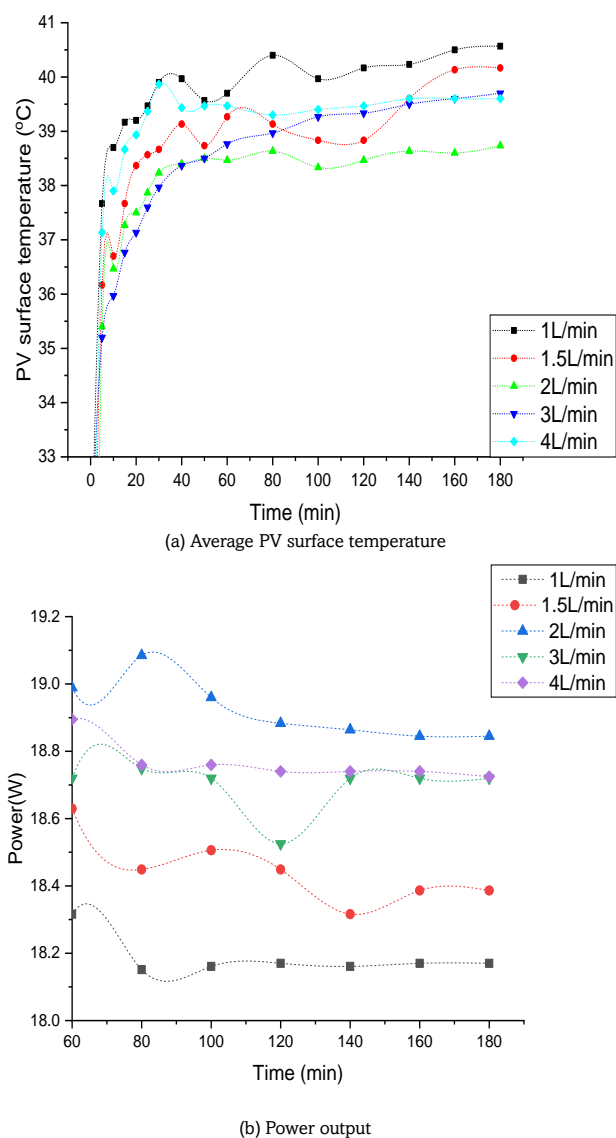 41
40
39
38
37
36
35
34
33
PV surface temperature (°C)
1L/min
1.5L/min
2L/min
3L/min
4L/min
0 20 40 60 80 100 120 140 160 180
Time (min)
(a) Average PV surface temperature
1L/min
1.5L/min
2L/min
3L/min
4L/min
19.2
19.0
18.8
18.6
18.4
18.2
18.0
Power(W)
60 80 100 120 140 160 180
Time (min)
(b) Power output